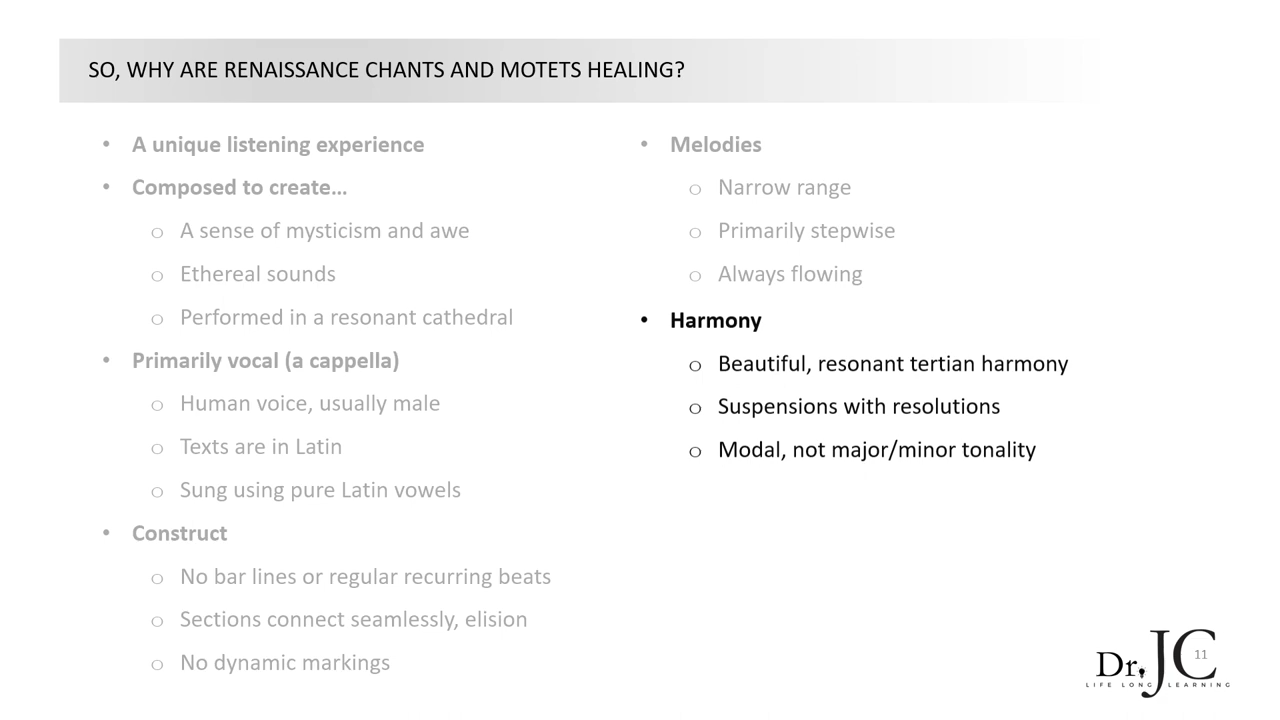 SO, WHY ARE RENAISSANCE CHANTS AND MOTETS HEALING?
• A unique listening experience
• Composed to create...
o A sense of mysticism and awe
o Ethereal sounds
o Performed in a resonant cathedral
• Primarily vocal (a cappella)
o Human voice, usually male
o Texts are in Latin
o Sung using pure Latin vowels
• Construct
o No bar lines or regular recurring beats
o Sections connect seamlessly, elision
o No dynamic markings
• Melodies
o Narrow range
o Primarily stepwise
o Always flowing
• Harmony
o Beautiful, resonant tertian harmony
o Suspensions with resolutions
o Modal, not major/minor tonality
Dr. JC
LIFE LONG LEARNING
11